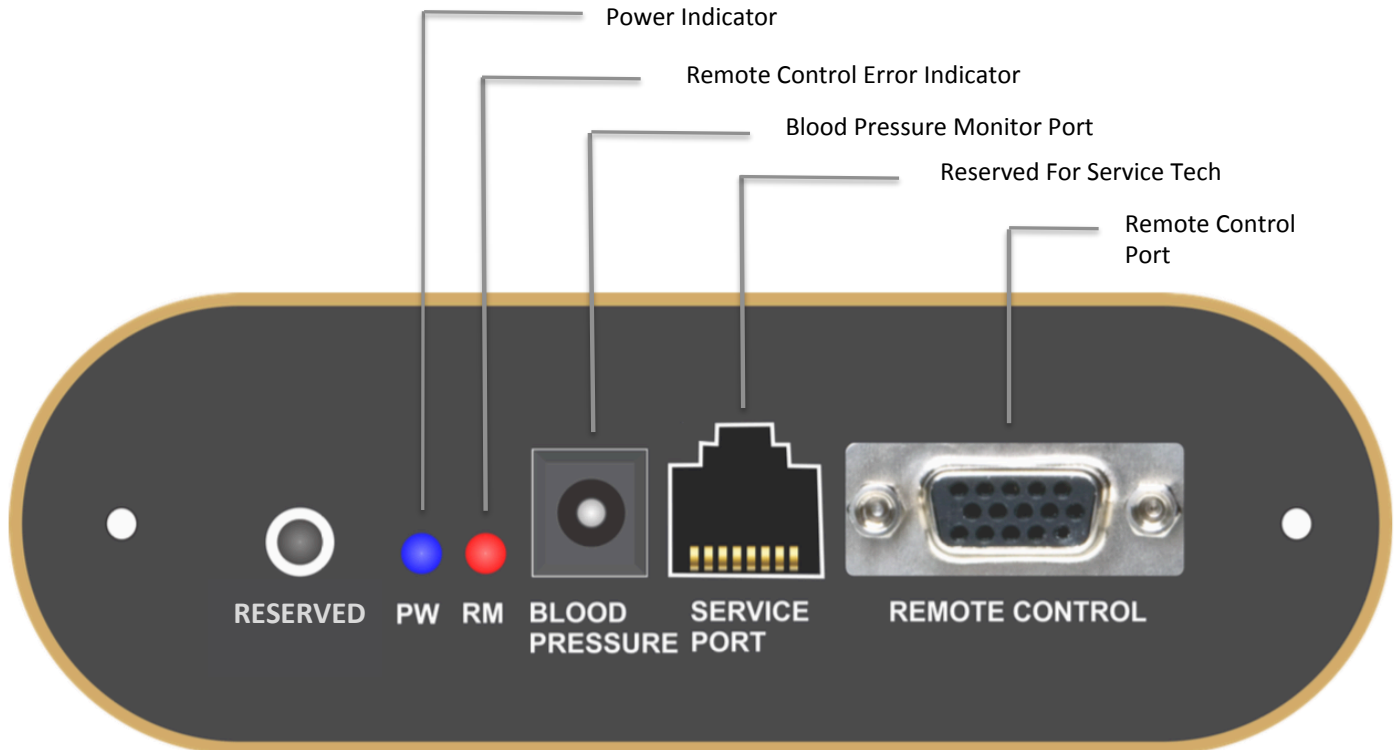 Power Indicator
Remote Control Error Indicator
Blood Pressure Monitor Port
Reserved For Service Tech
Remote Control
Port
RESERVED
PW
RM
BLOOD
PRESSURE
SERVICE
PORT
REMOTE CONTROL